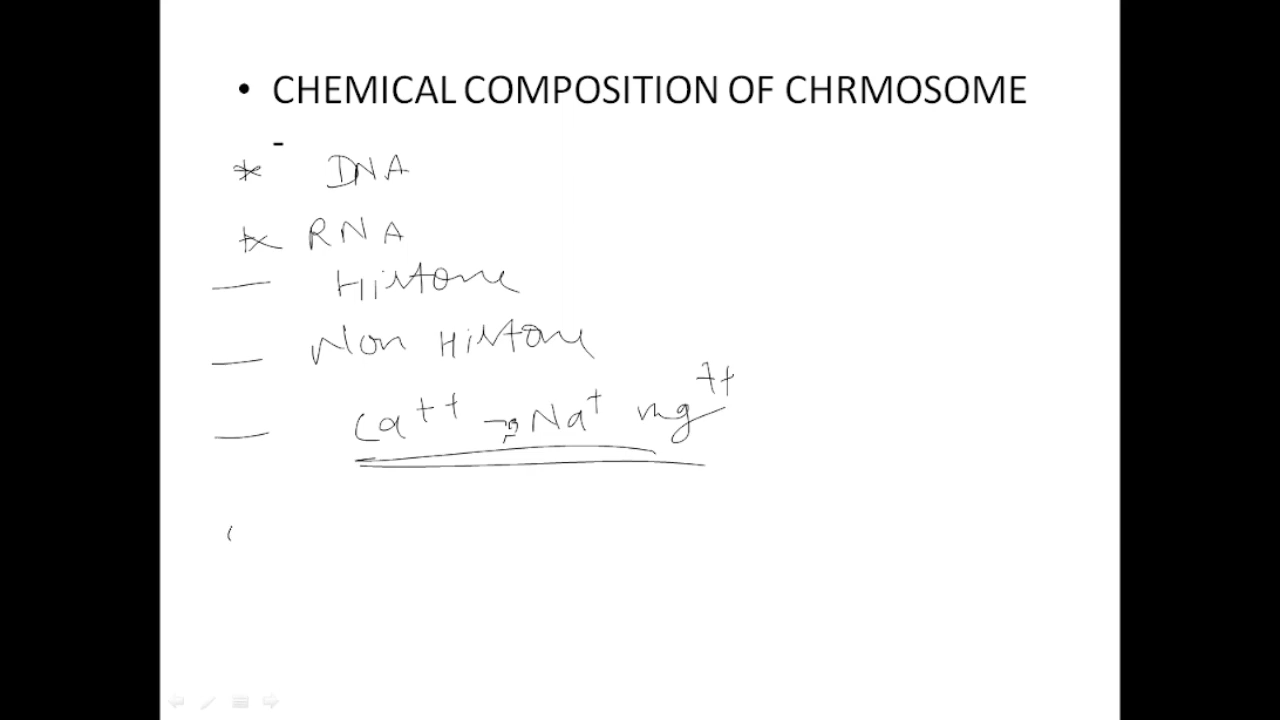 • CHEMICAL COMPOSITION OF CHRMOSOME
-
* DNA
* RNA
— Histone
— Non Histone
— Ca++ Na+ mg++
(